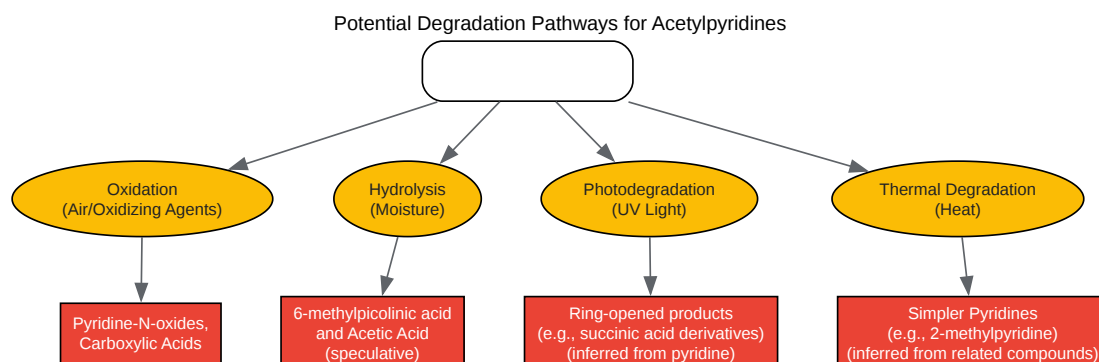 Potential Degradation Pathways for Acetylpyridines
Oxidation
(Air/Oxidizing Agents)
Hydrolysis
(Moisture)
Photodegradation
(UV Light)
Thermal Degradation
(Heat)
Pyridine-N-oxides,
Carboxylic Acids
6-methylpicolinic acid
and Acetic Acid
(speculative)
Ring-opened products
(e.g., succinic acid derivatives)
(inferred from pyridine)
Simpler Pyridines
(e.g., 2-methylpyridine)
(inferred from related compounds)